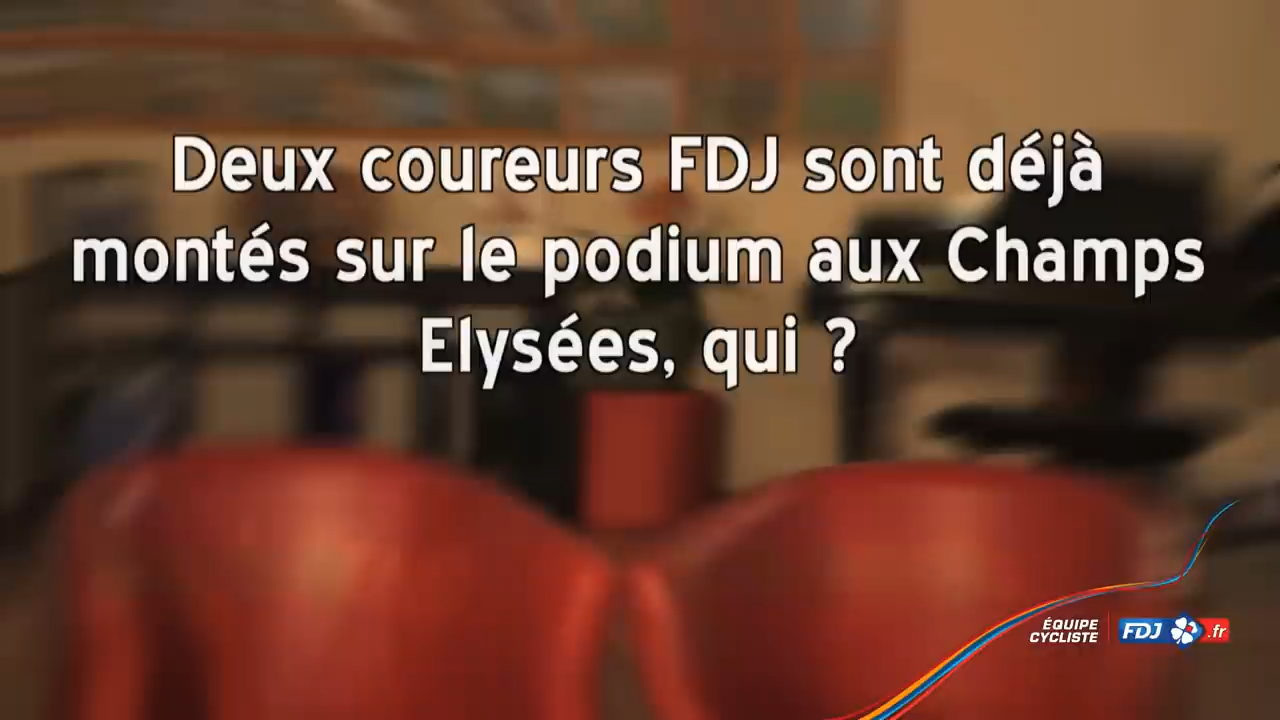 Deux coureurs FDJ sont déjà
montés sur le podium aux Champs
Elysées, qui ?
ÉQUIPE
CYCLISTE
FDJ .fr